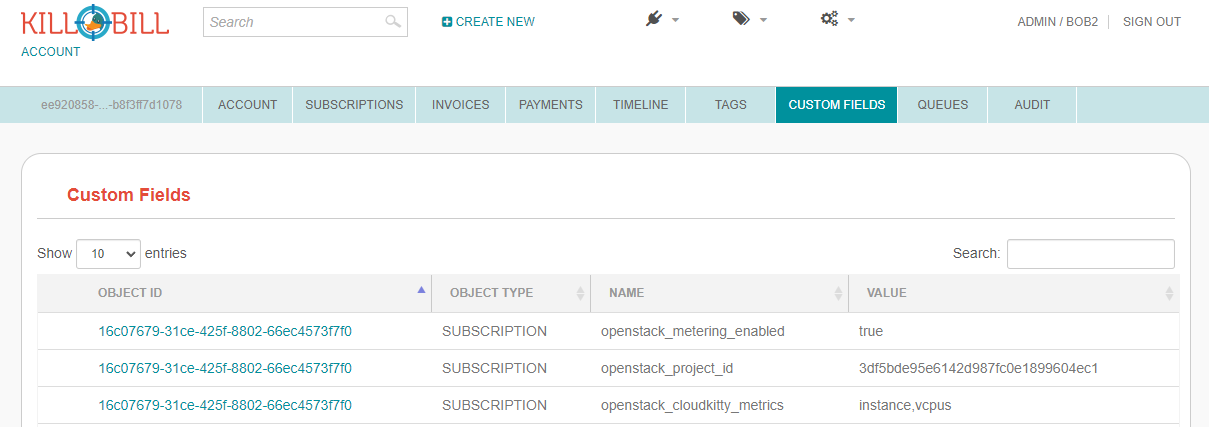 KILL BILL
Search
CREATE NEW
ADMIN / BOB2 SIGN OUT
ACCOUNT
ee920858-...-b8f3ff7d1078 ACCOUNT SUBSCRIPTIONS INVOICES PAYMENTS TIMELINE TAGS CUSTOM FIELDS QUEUES AUDIT
Custom Fields
Show 10 entries Search:
OBJECT ID OBJECT TYPE NAME VALUE
16c07679-31ce-425f-8802-66ec4573f7f0 SUBSCRIPTION openstack_metering_enabled true
16c07679-31ce-425f-8802-66ec4573f7f0 SUBSCRIPTION openstack_project_id 3df5bde95e6142d987fc0e1899604ec1
16c07679-31ce-425f-8802-66ec4573f7f0 SUBSCRIPTION openstack_cloudkitty_metrics instance,vcpus